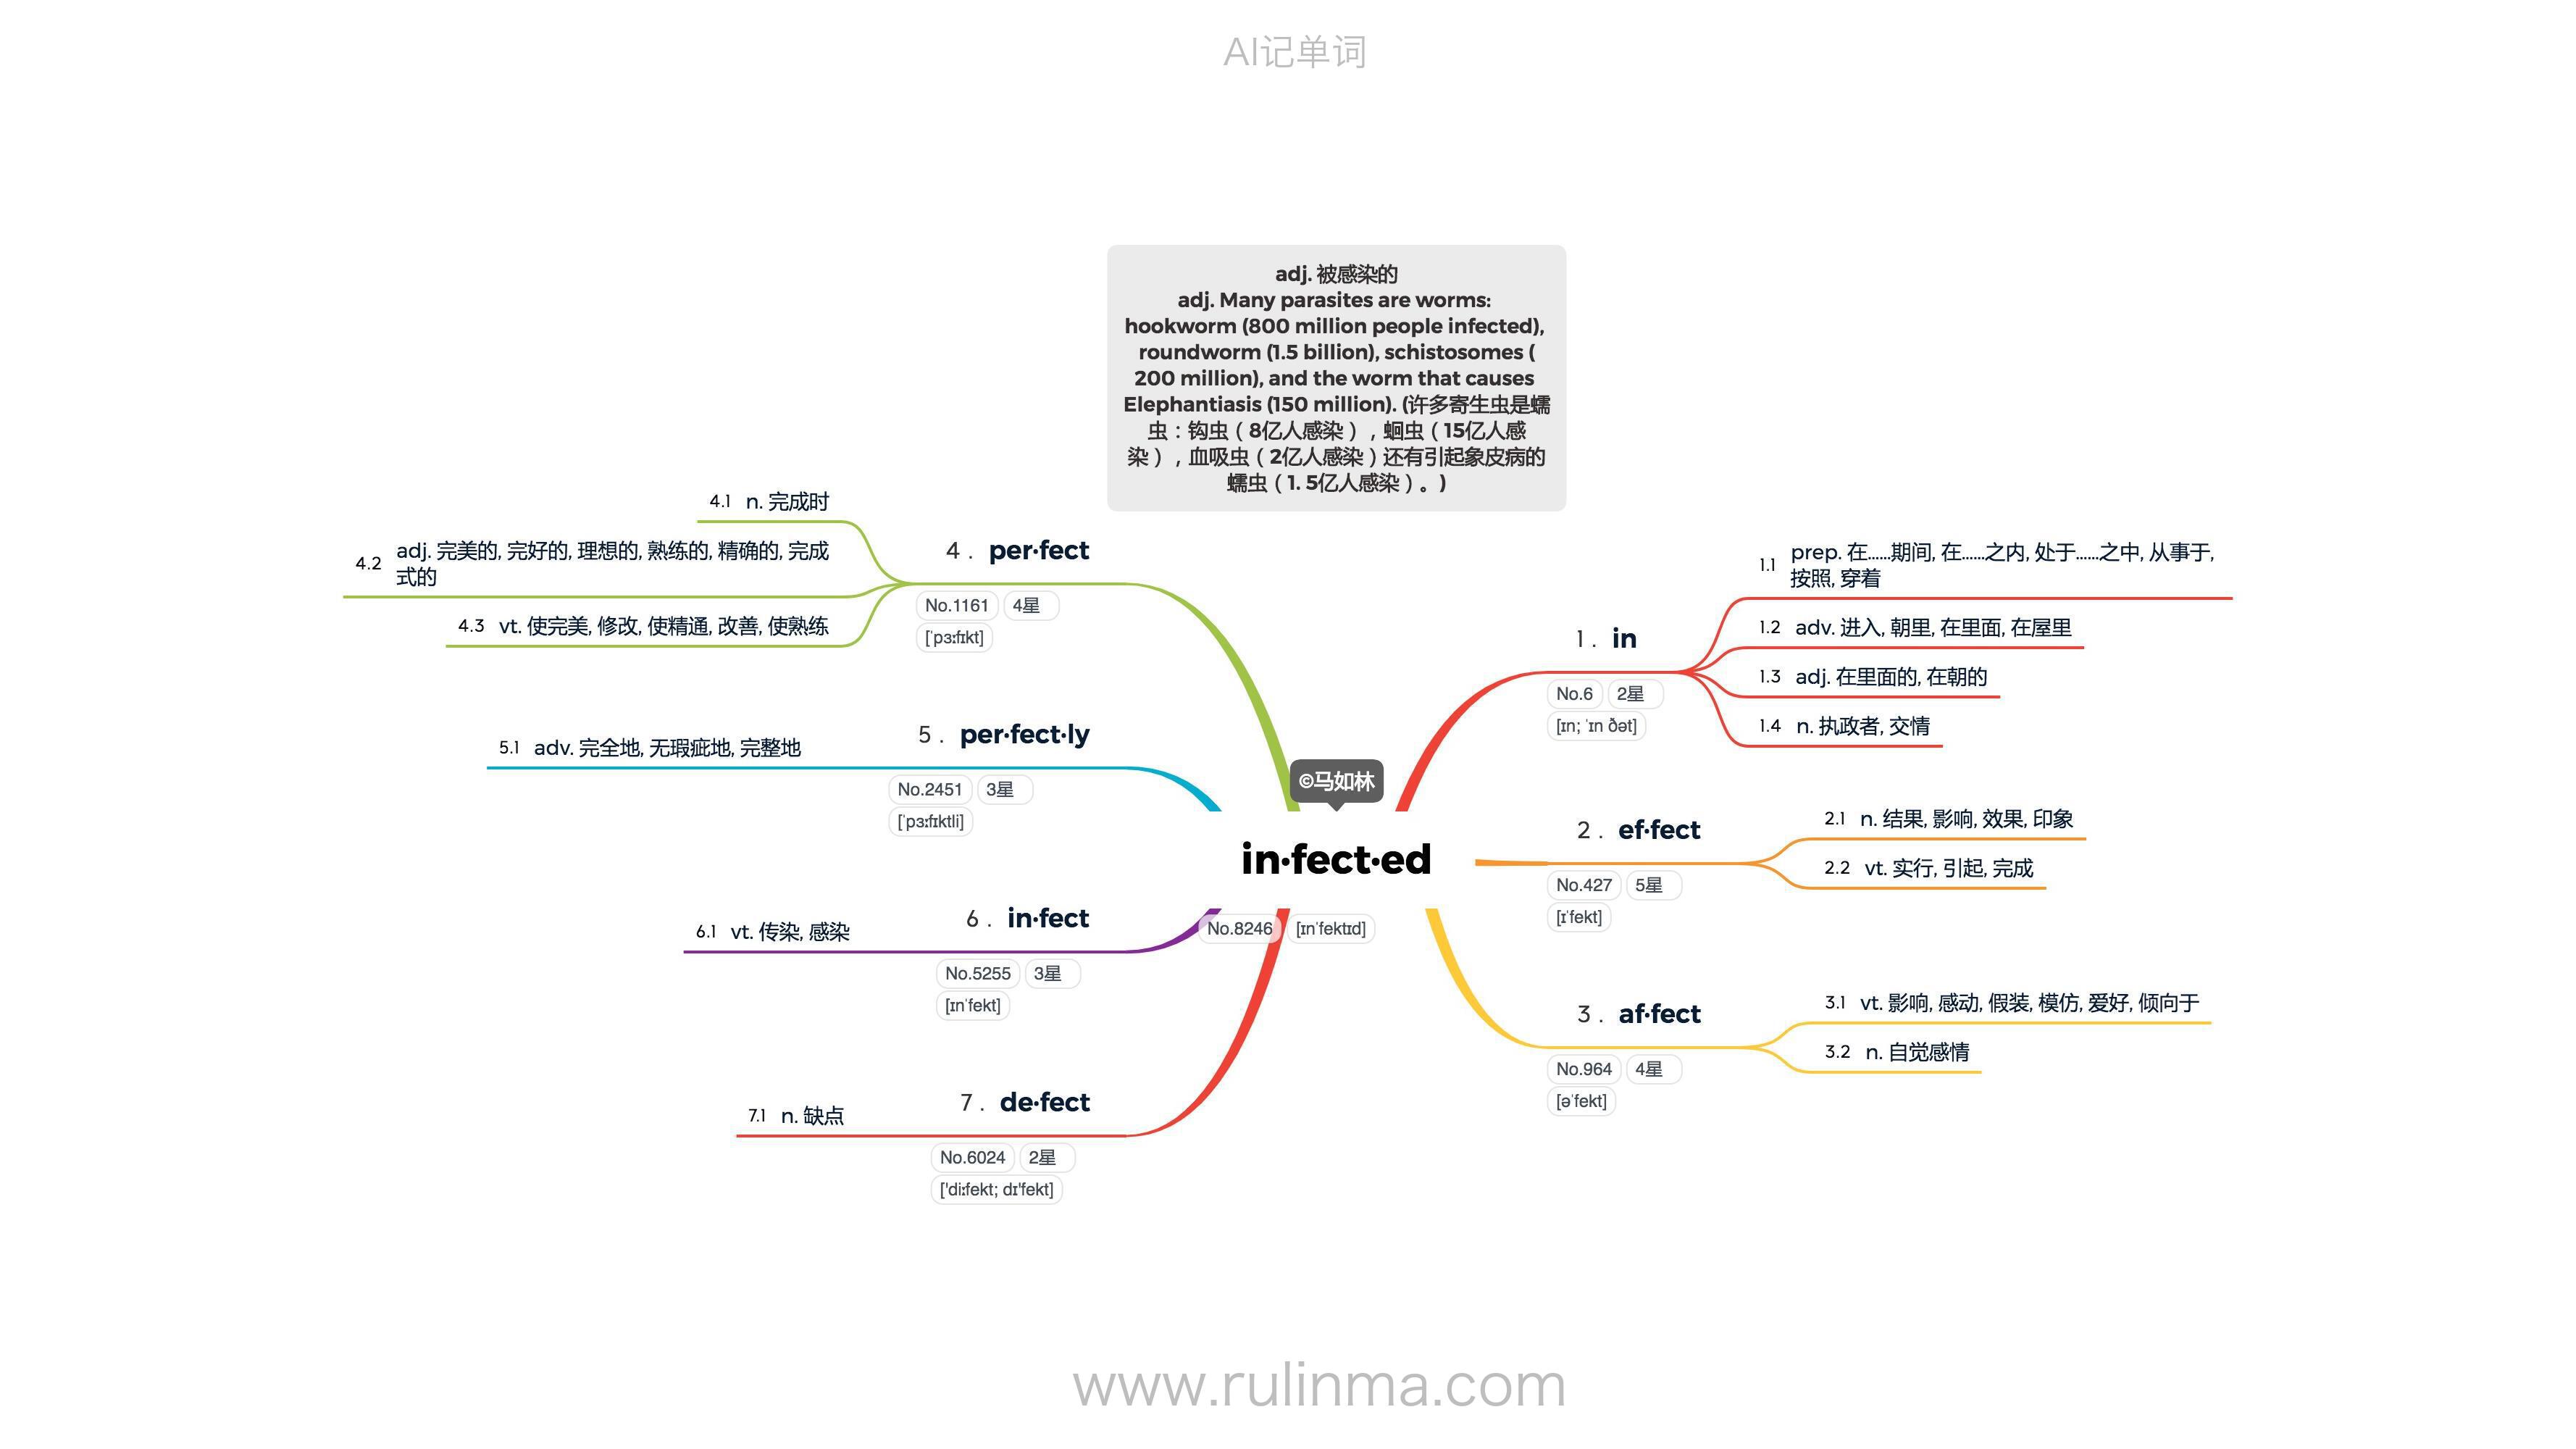 AI记单词
adj. 被感染的
adj. Many parasites are worms:
hookworm (800 million people infected),
roundworm (1.5 billion), schistosomes (
200 million), and the worm that causes
Elephantiasis (150 million). (许多寄生虫是蠕
虫：钩虫（8亿人感染），蛔虫（15亿人感
染），血吸虫（2亿人感染）还有引起象皮病的
蠕虫（1. 5亿人感染）。)
©马如林
in·fect·ed
No.8246 [ɪnˈfektɪd]
1 . in
No.6 2星
[ɪn; ˈɪn ðət]
1.1 prep. 在......期间, 在......之内, 处于......之中, 从事于,
按照, 穿着
1.2 adv. 进入, 朝里, 在里面, 在屋里
1.3 adj. 在里面的, 在朝的
1.4 n. 执政者, 交情
2 . ef·fect
No.427 5星
[ɪˈfekt]
2.1 n. 结果, 影响, 效果, 印象
2.2 vt. 实行, 引起, 完成
3 . af·fect
No.964 4星
[əˈfekt]
3.1 vt. 影响, 感动, 假装, 模仿, 爱好, 倾向于
3.2 n. 自觉感情
4 . per·fect
No.1161 4星
[ˈpɜːfɪkt]
4.1 n. 完成时
4.2 adj. 完美的, 完好的, 理想的, 熟练的, 精确的, 完成
式的
4.3 vt. 使完美, 修改, 使精通, 改善, 使熟练
5 . per·fect·ly
No.2451 3星
[ˈpɜːfɪktli]
5.1 adv. 完全地, 无瑕疵地, 完整地
6 . in·fect
No.5255 3星
[ɪnˈfekt]
6.1 vt. 传染, 感染
7 . de·fect
No.6024 2星
['diːfekt; dɪ'fekt]
7.1 n. 缺点
www.rulinma.com